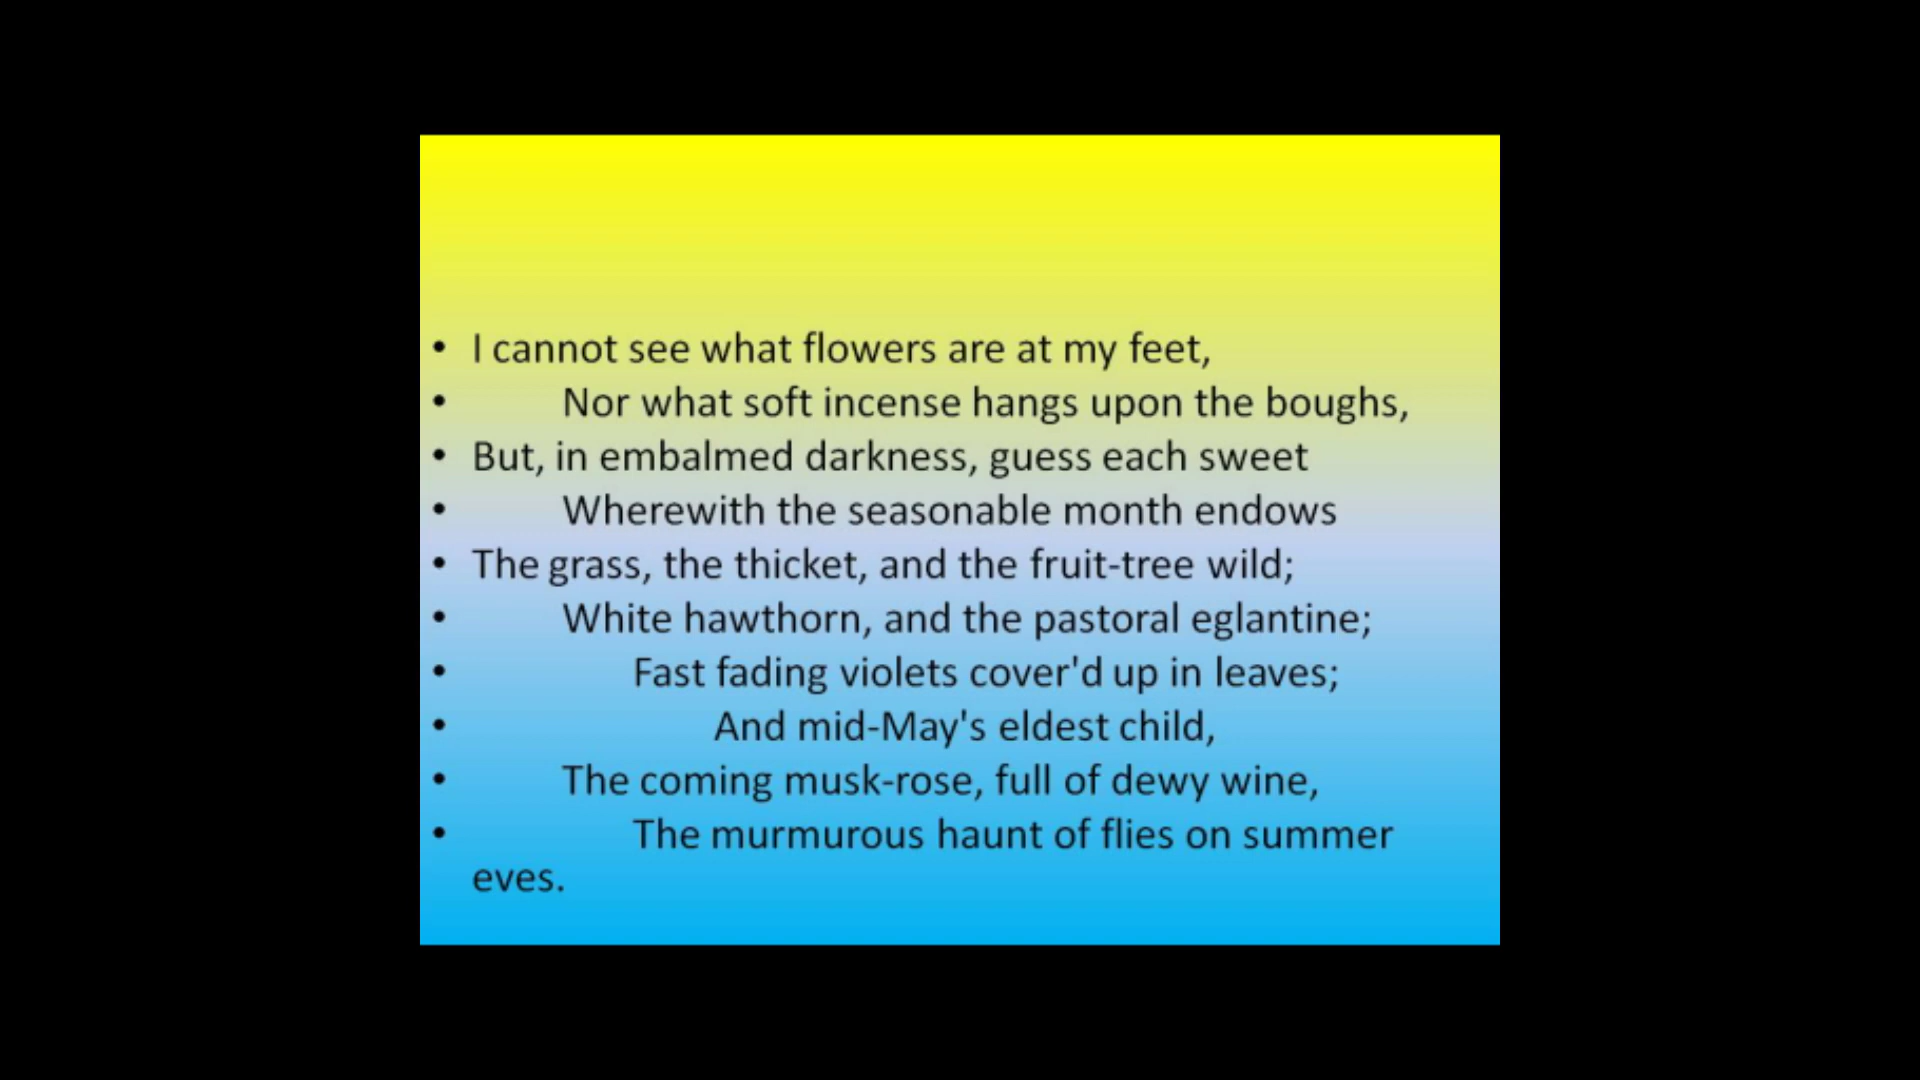 • I cannot see what flowers are at my feet,
• Nor what soft incense hangs upon the boughs,
• But, in embalmed darkness, guess each sweet
• Wherewith the seasonable month endows
• The grass, the thicket, and the fruit-tree wild;
• White hawthorn, and the pastoral eglantine;
• Fast fading violets cover'd up in leaves;
• And mid-May's eldest child,
• The coming musk-rose, full of dewy wine,
• The murmurous haunt of flies on summer
eves.